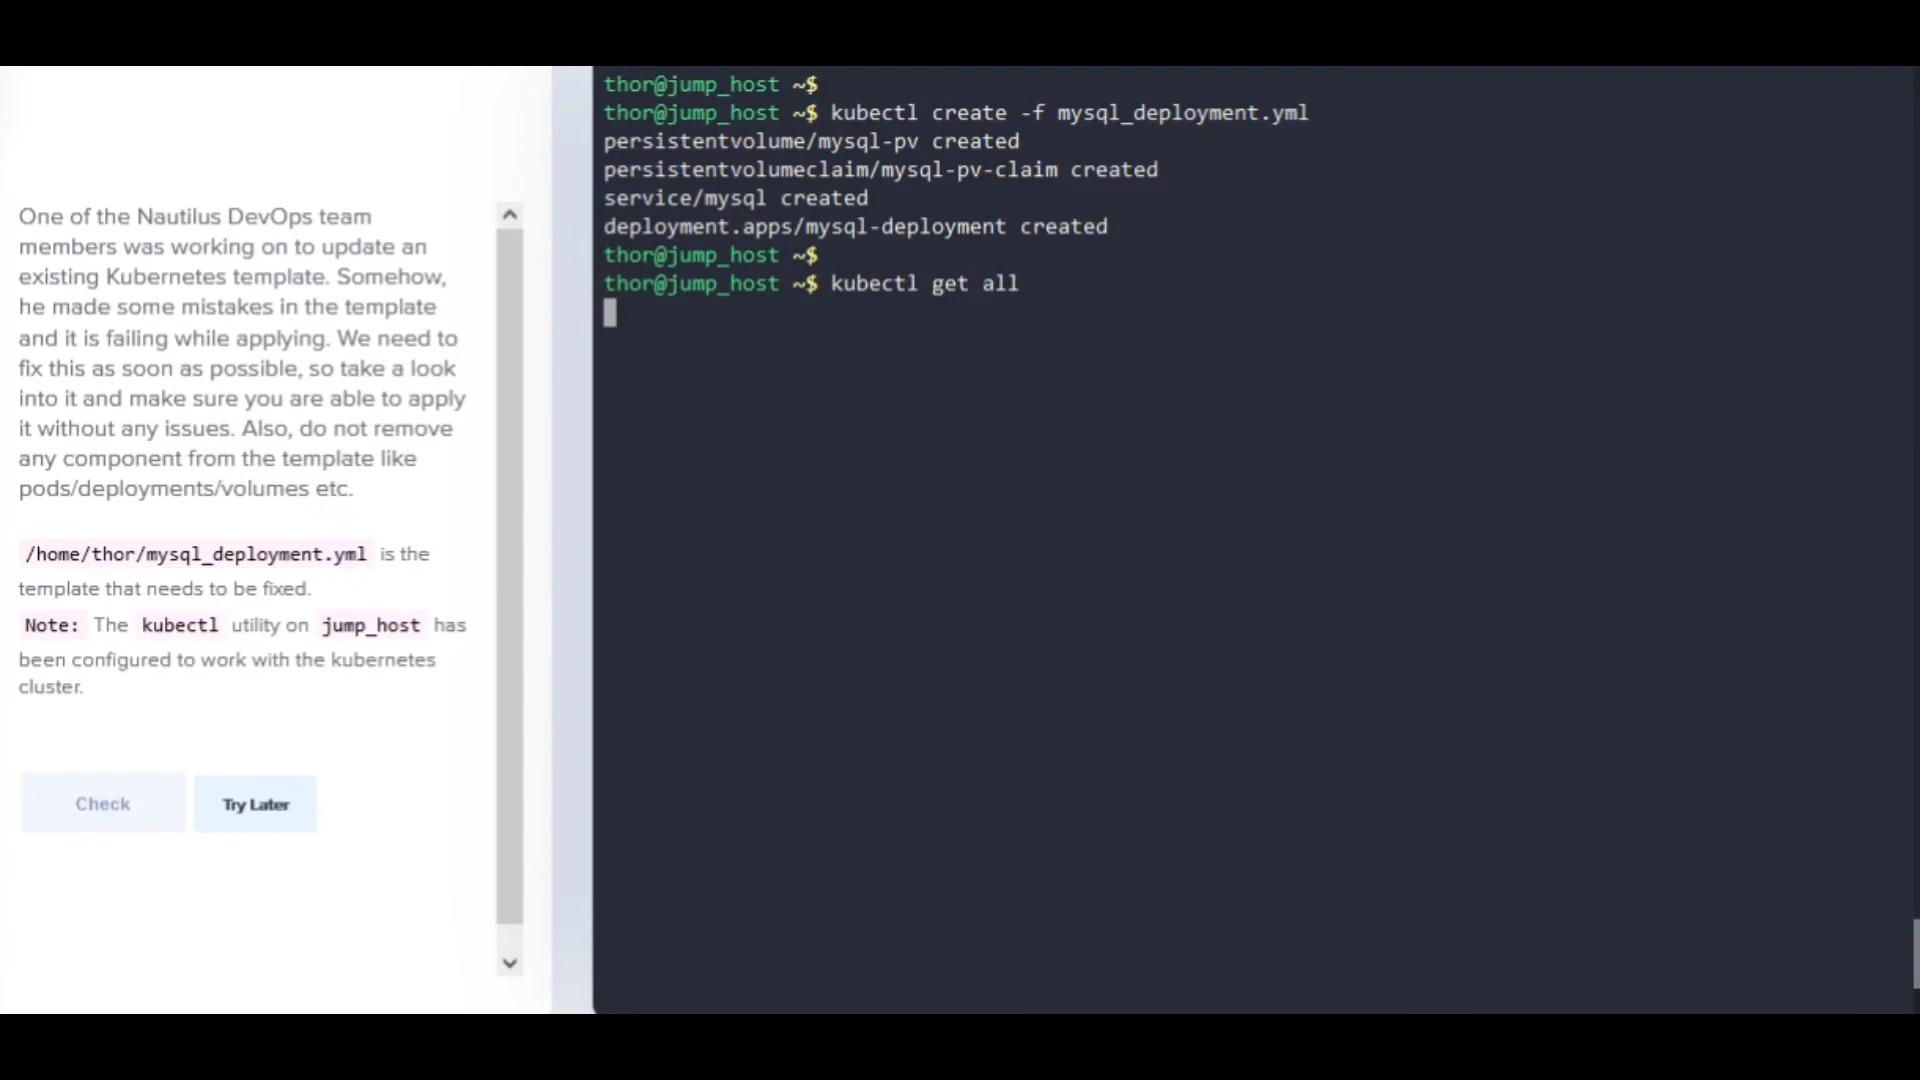 One of the Nautilus DevOps team
members was working on to update an
existing Kubernetes template. Somehow,
he made some mistakes in the template
and it is failing while applying. We need to
fix this as soon as possible, so take a look
into it and make sure you are able to apply
it without any issues. Also, do not remove
any component from the template like
pods/deployments/volumes etc.
/home/thor/mysql_deployment.yml is the
template that needs to be fixed.
Note: The kubectl utility on jump_host has
been configured to work with the kubernetes
cluster.
Check
Try Later
thor@jump_host ~$
thor@jump_host ~$ kubectl create -f mysql_deployment.yml
persistentvolume/mysql-pv created
persistentvolumeclaim/mysql-pv-claim created
service/mysql created
deployment.apps/mysql-deployment created
thor@jump_host ~$
thor@jump_host ~$ kubectl get all